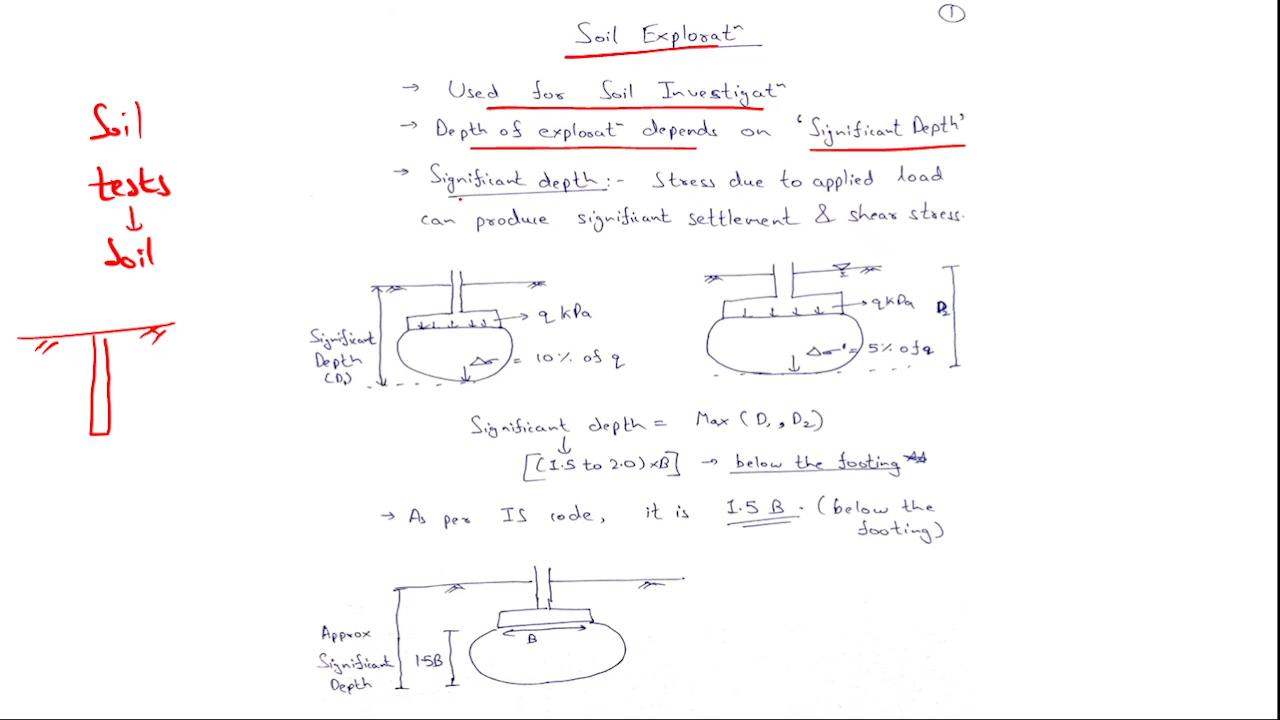 ①
Soil Exploratⁿ
→ Used for Soil Investigatⁿ
→ Depth of exploratⁿ depends on 'Significant Depth'
→ Significant depth :- Stress due to applied load
can produce significant settlement & shear stress.
Soil
tests
↓
Soil
q kPa
Significant
Depth
(D₁)
Δσ = 10% of q
q kPa
D₂
Δσ' = 5% of q
Significant depth = Max (D₁, D₂)
↓
[(1.5 to 2.0) × B] → below the footing **
→ As per IS code, it is 1.5 B . (below the
footing)
B
Approx
Significant
Depth
1.5B